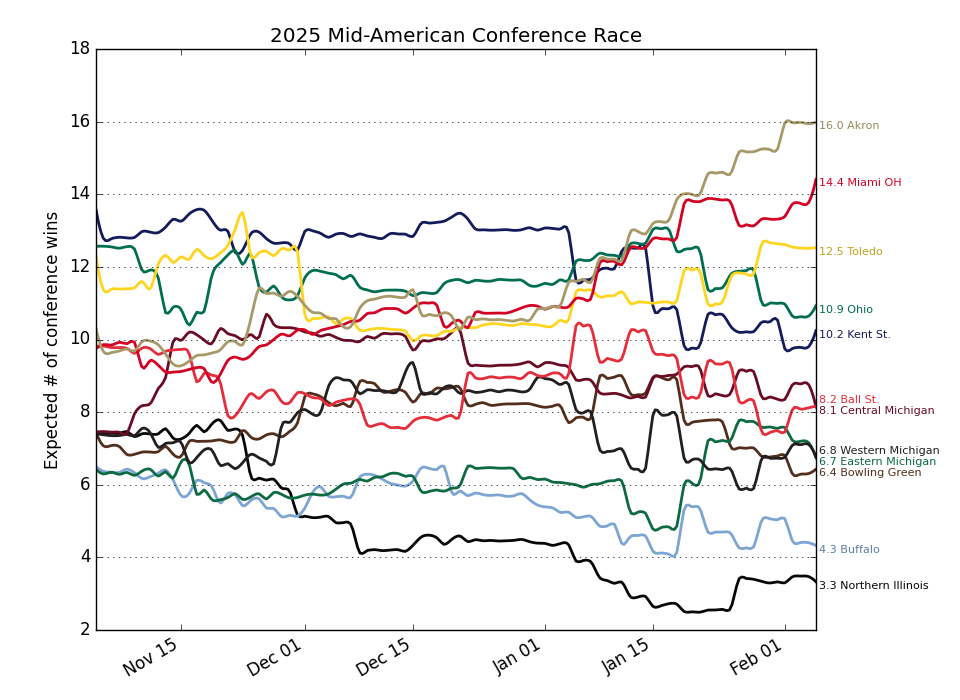 2025 Mid-American Conference Race
Expected # of conference wins
18
16
14
12
10
8
6
4
2
16.0 Akron
14.4 Miami OH
12.5 Toledo
10.9 Ohio
10.2 Kent St.
8.2 Ball St.
8.1 Central Michigan
6.8 Western Michigan
6.7 Eastern Michigan
6.4 Bowling Green
4.3 Buffalo
3.3 Northern Illinois
Nov 15
Dec 01
Dec 15
Jan 01
Jan 15
Feb 01